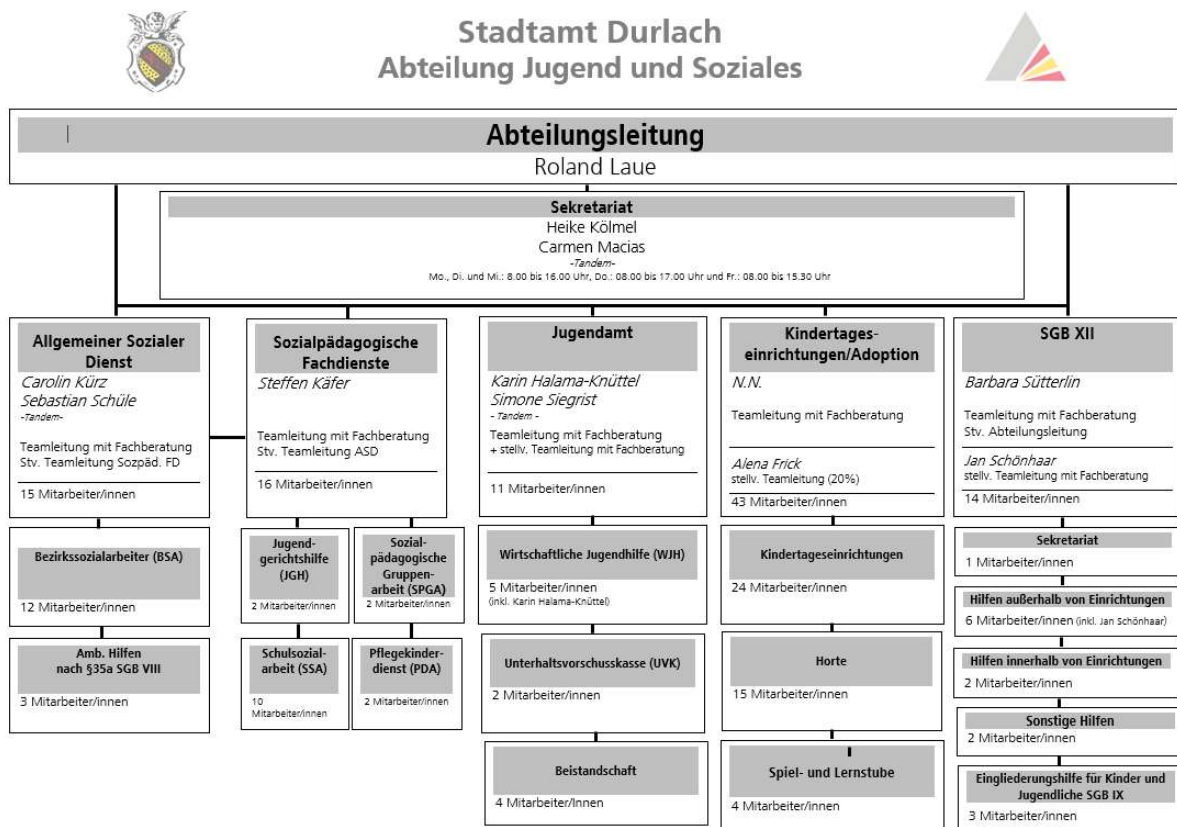 Stadtamt Durlach
Abteilung Jugend und Soziales
Abteilungsleitung
Roland Laue
Sekretariat
Heike Kölmel
Carmen Macias
-Tandem-
Mo., Di. und Mi.: 8.00 bis 16.00 Uhr, Do.: 08.00 bis 17.00 Uhr und Fr.: 08.00 bis 15.30 Uhr
Allgemeiner Sozialer
Dienst
Carolin Kürz
Sebastian Schüle
-Tandem-
Teamleitung mit Fachberatung
Stv. Teamleitung Sozpäd. FD
15 Mitarbeiter/innen
Bezirkssozialarbeiter (BSA)
12 Mitarbeiter/innen
Amb. Hilfen
nach §35a SGB VIII
3 Mitarbeiter/innen
Sozialpädagogische
Fachdienste
Steffen Käfer
Teamleitung mit Fachberatung
Stv. Teamleitung ASD
16 Mitarbeiter/innen
Jugend-
gerichtshilfe
(JGH)
2 Mitarbeiter/innen
Sozial-
pädagogische
Gruppen-
arbeit (SPGA)
2 Mitarbeiter/innen
Schulsozial-
arbeit (SSA)
10
Mitarbeiter/innen
Pflegekinder-
dienst (PDA)
2 Mitarbeiter/innen
Jugendamt
Karin Halama-Knüttel
Simone Siegrist
- Tandem -
Teamleitung mit Fachberatung
+ stellv. Teamleitung mit Fachberatung
11 Mitarbeiter/innen
Wirtschaftliche Jugendhilfe (WJH)
5 Mitarbeiter/innen
(inkl. Karin Halama-Knüttel)
Unterhaltsvorschusskasse (UVK)
2 Mitarbeiter/innen
Beistandschaft
4 Mitarbeiter/Innen
Kindertages-
einrichtungen/Adoption
N.N.
Teamleitung mit Fachberatung
Alena Frick
stellv. Teamleitung (20%)
43 Mitarbeiter/innen
Kindertageseinrichtungen
24 Mitarbeiter/innen
Horte
15 Mitarbeiter/innen
Spiel- und Lernstube
4 Mitarbeiter/innen
SGB XII
Barbara Sütterlin
Teamleitung mit Fachberatung
Stv. Abteilungsleitung
Jan Schönhaar
stellv. Teamleitung mit Fachberatung
14 Mitarbeiter/innen
Sekretariat
1 Mitarbeiter/innen
Hilfen außerhalb von Einrichtungen
6 Mitarbeiter/innen (inkl. Jan Schönhaar)
Hilfen innerhalb von Einrichtungen
2 Mitarbeiter/innen
Sonstige Hilfen
2 Mitarbeiter/innen
Eingliederungshilfe für Kinder und
Jugendliche SGB IX
3 Mitarbeiter/innen